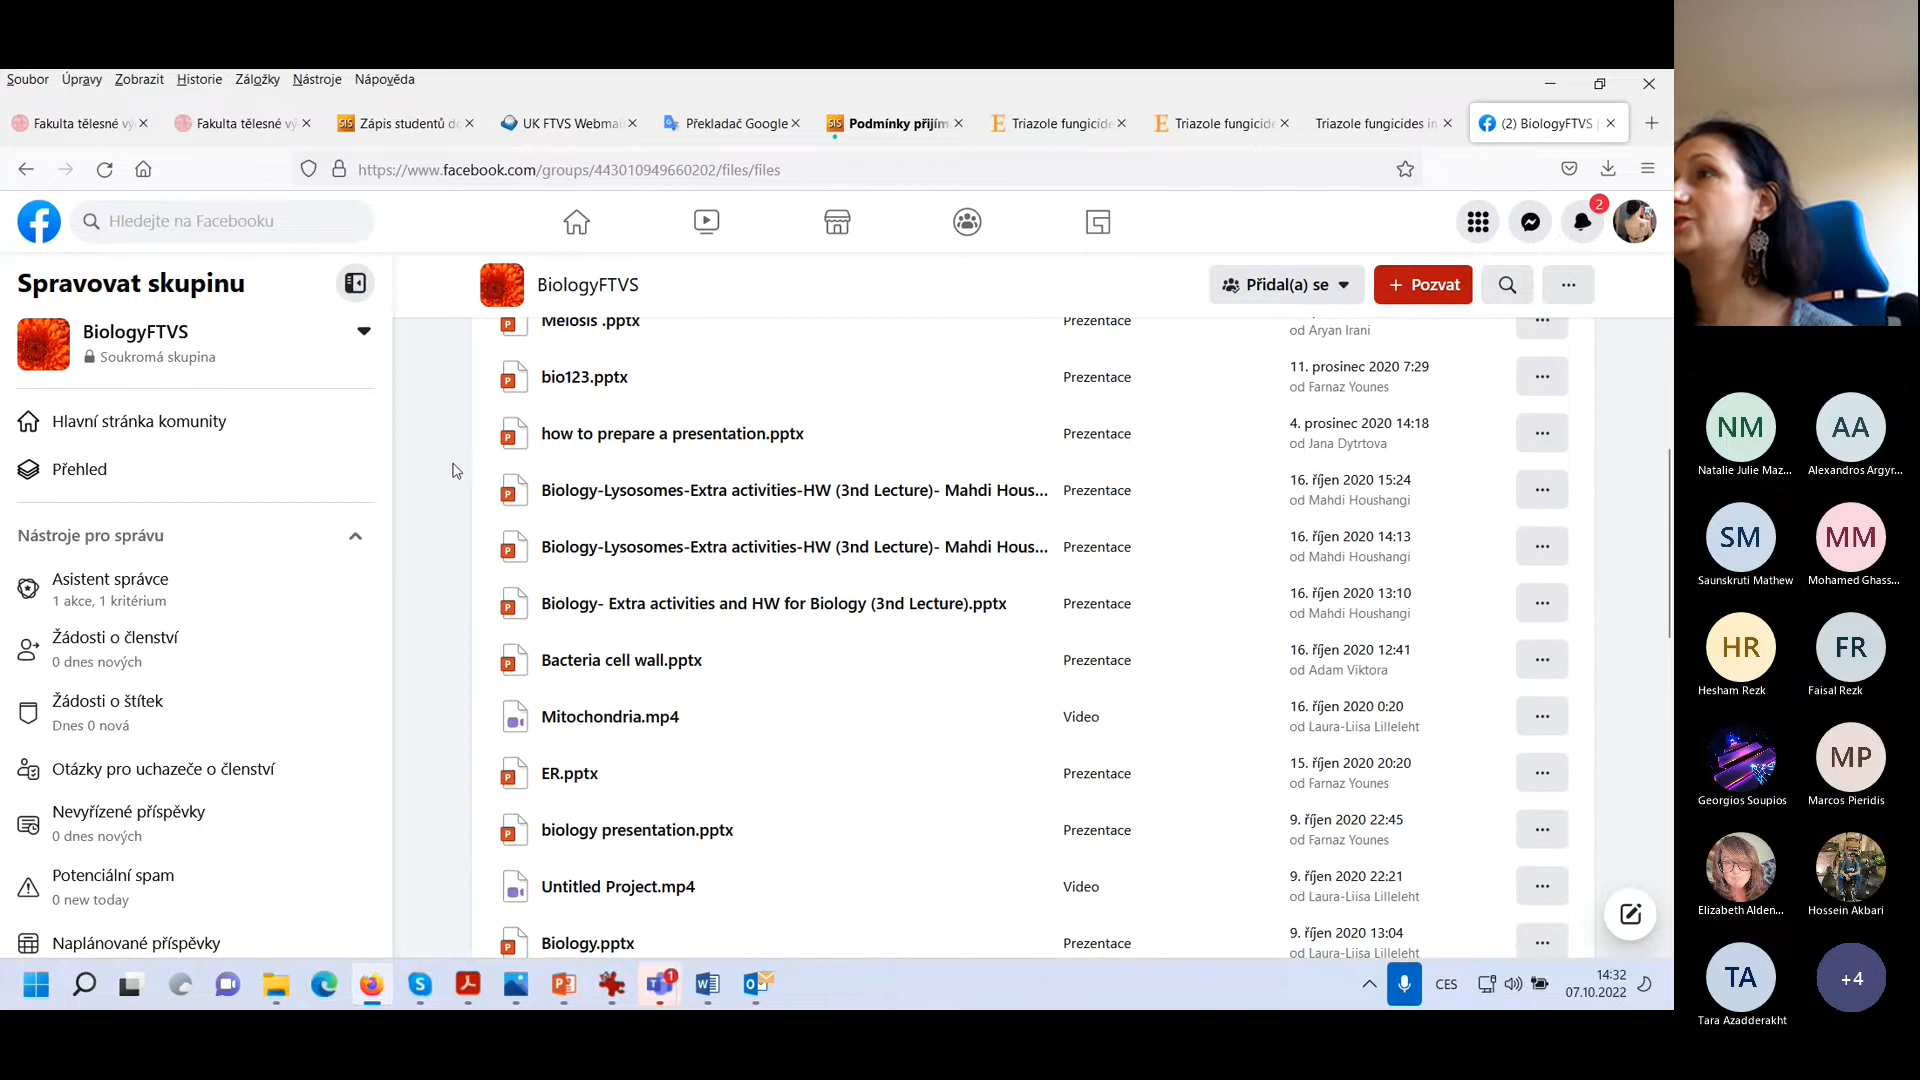 Soubor Úpravy Zobrazit Historie Záložky Nástroje Nápověda
Fakulta tělesné vý
Fakulta tělesné vý
Zápis studentů do
UK FTVS Webmai
Překladač Google
Podmínky přijím
Triazole fungicide
Triazole fungicide
Triazole fungicides in
(2) BiologyFTVS |
https://www.facebook.com/groups/443010949660202/files/files
Hledejte na Facebooku
2
Spravovat skupinu
BiologyFTVS
Soukromá skupina
Hlavní stránka komunity
Přehled
Nástroje pro správu
Asistent správce
1 akce, 1 kritérium
Žádosti o členství
0 dnes nových
Žádosti o štítek
Dnes 0 nová
Otázky pro uchazeče o členství
Nevyřízené příspěvky
0 dnes nových
Potenciální spam
0 new today
Naplánované příspěvky
BiologyFTVS
Přidal(a) se
+ Pozvat
Meiosis .pptx Prezentace
od Aryan Irani
bio123.pptx Prezentace 11. prosinec 2020 7:29
od Farnaz Younes
how to prepare a presentation.pptx Prezentace 4. prosinec 2020 14:18
od Jana Dytrtova
Biology-Lysosomes-Extra activities-HW (3nd Lecture)- Mahdi Hous... Prezentace 16. říjen 2020 15:24
od Mahdi Houshangi
Biology-Lysosomes-Extra activities-HW (3nd Lecture)- Mahdi Hous... Prezentace 16. říjen 2020 14:13
od Mahdi Houshangi
Biology- Extra activities and HW for Biology (3nd Lecture).pptx Prezentace 16. říjen 2020 13:10
od Mahdi Houshangi
Bacteria cell wall.pptx Prezentace 16. říjen 2020 12:41
od Adam Viktora
Mitochondria.mp4 Video 16. říjen 2020 0:20
od Laura-Liisa Lilleleht
ER.pptx Prezentace 15. říjen 2020 20:20
od Farnaz Younes
biology presentation.pptx Prezentace 9. říjen 2020 22:45
od Farnaz Younes
Untitled Project.mp4 Video 9. říjen 2020 22:21
od Laura-Liisa Lilleleht
Biology.pptx Prezentace 9. říjen 2020 13:04
od Laura-Liisa Lilleleht
1
CES
14:32
07.10.2022
NM AA
Natalie Julie Maz... Alexandros Argyr...
SM MM
Saunskruti Mathew Mohamed Ghass...
HR FR
Hesham Rezk Faisal Rezk
MP
Georgios Soupios Marcos Pieridis
Elizabeth Alden... Hossein Akbari
TA +4
Tara Azadderakht